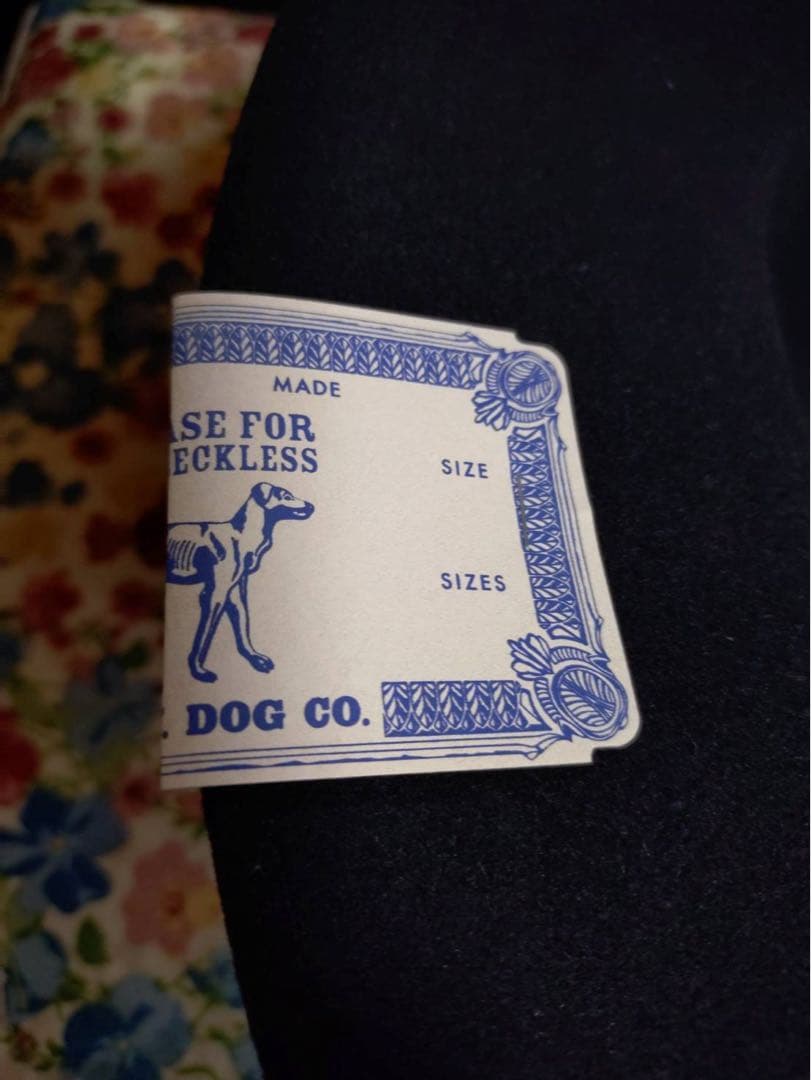 MADE
ASE FOR
ECKLESS
SIZE
SIZES
. DOG CO.